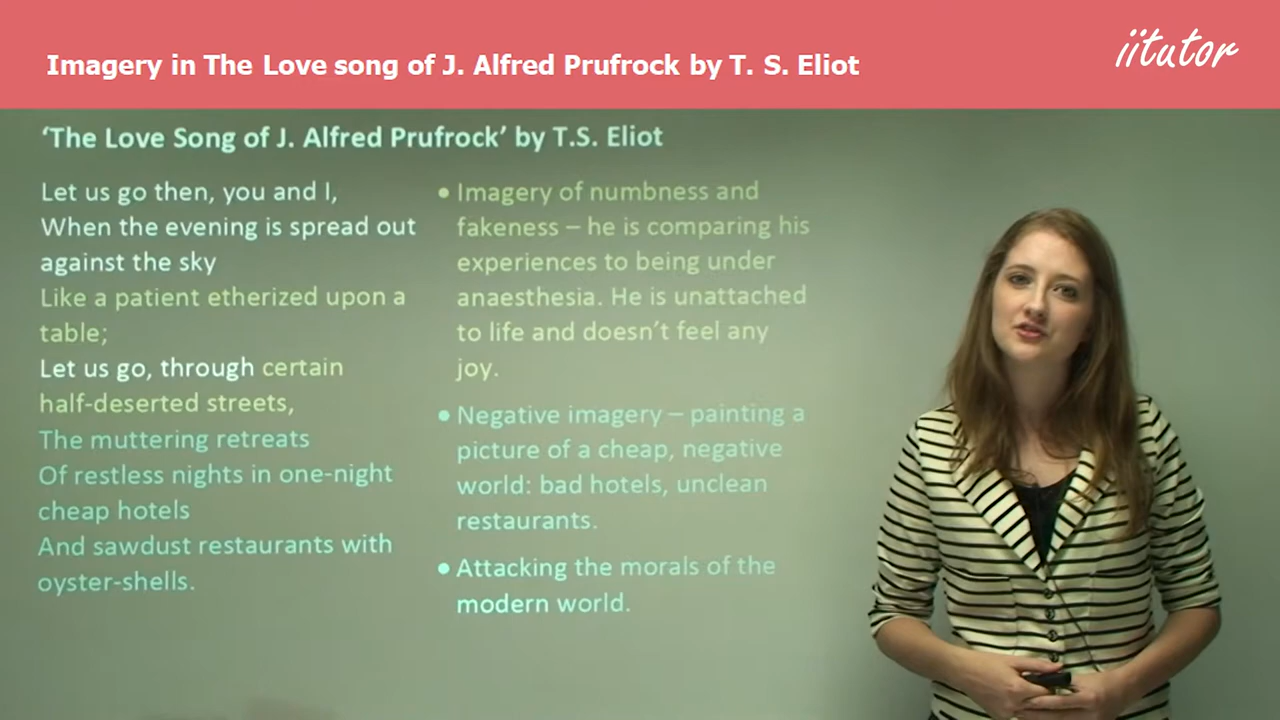 Imagery in The Love song of J. Alfred Prufrock by T. S. Eliot
iitutor
‘The Love Song of J. Alfred Prufrock’ by T.S. Eliot
Let us go then, you and I,
When the evening is spread out
against the sky
Like a patient etherized upon a
table;
Let us go, through certain
half-deserted streets,
The muttering retreats
Of restless nights in one-night
cheap hotels
And sawdust restaurants with
oyster-shells.
• Imagery of numbness and
fakeness – he is comparing his
experiences to being under
anaesthesia. He is unattached
to life and doesn’t feel any
joy.
• Negative imagery – painting a
picture of a cheap, negative
world: bad hotels, unclean
restaurants.
• Attacking the morals of the
modern world.